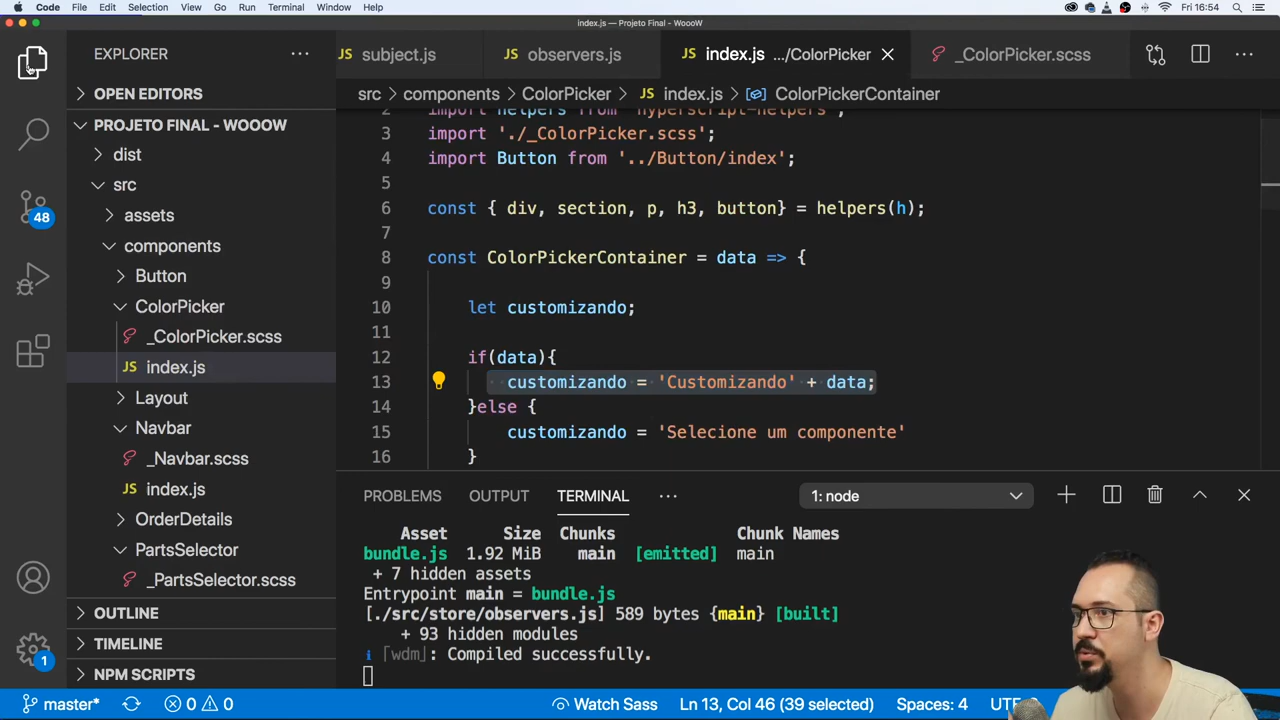 Code File Edit Selection View Go Run Terminal Window Help Fri 16:54
index.js — Projeto Final - WoooW
EXPLORER
subject.js observers.js index.js .../ColorPicker _ColorPicker.scss
OPEN EDITORS
src components ColorPicker index.js ColorPickerContainer
PROJETO FINAL - WOOOW
dist
src
assets
components
Button
ColorPicker
_ColorPicker.scss
JS index.js
Layout
Navbar
_Navbar.scss
JS index.js
OrderDetails
PartsSelector
_PartsSelector.scss
OUTLINE
TIMELINE
NPM SCRIPTS
48
1
2 import helpers from 'hyperscript-helpers';
3 import './_ColorPicker.scss';
4 import Button from '../Button/index';
5
6 const { div, section, p, h3, button} = helpers(h);
7
8 const ColorPickerContainer = data => {
9
10 let customizando;
11
12 if(data){
13 customizando = 'Customizando' + data;
14 }else {
15 customizando = 'Selecione um componente'
16 }
PROBLEMS OUTPUT TERMINAL 1: node
Asset Size Chunks Chunk Names
bundle.js 1.92 MiB main [emitted] main
+ 7 hidden assets
Entrypoint main = bundle.js
[./src/store/observers.js] 589 bytes {main} [built]
+ 93 hidden modules
ℹ ｢wdm｣: Compiled successfully.
master* 0 0 Watch Sass Ln 13, Col 46 (39 selected) Spaces: 4